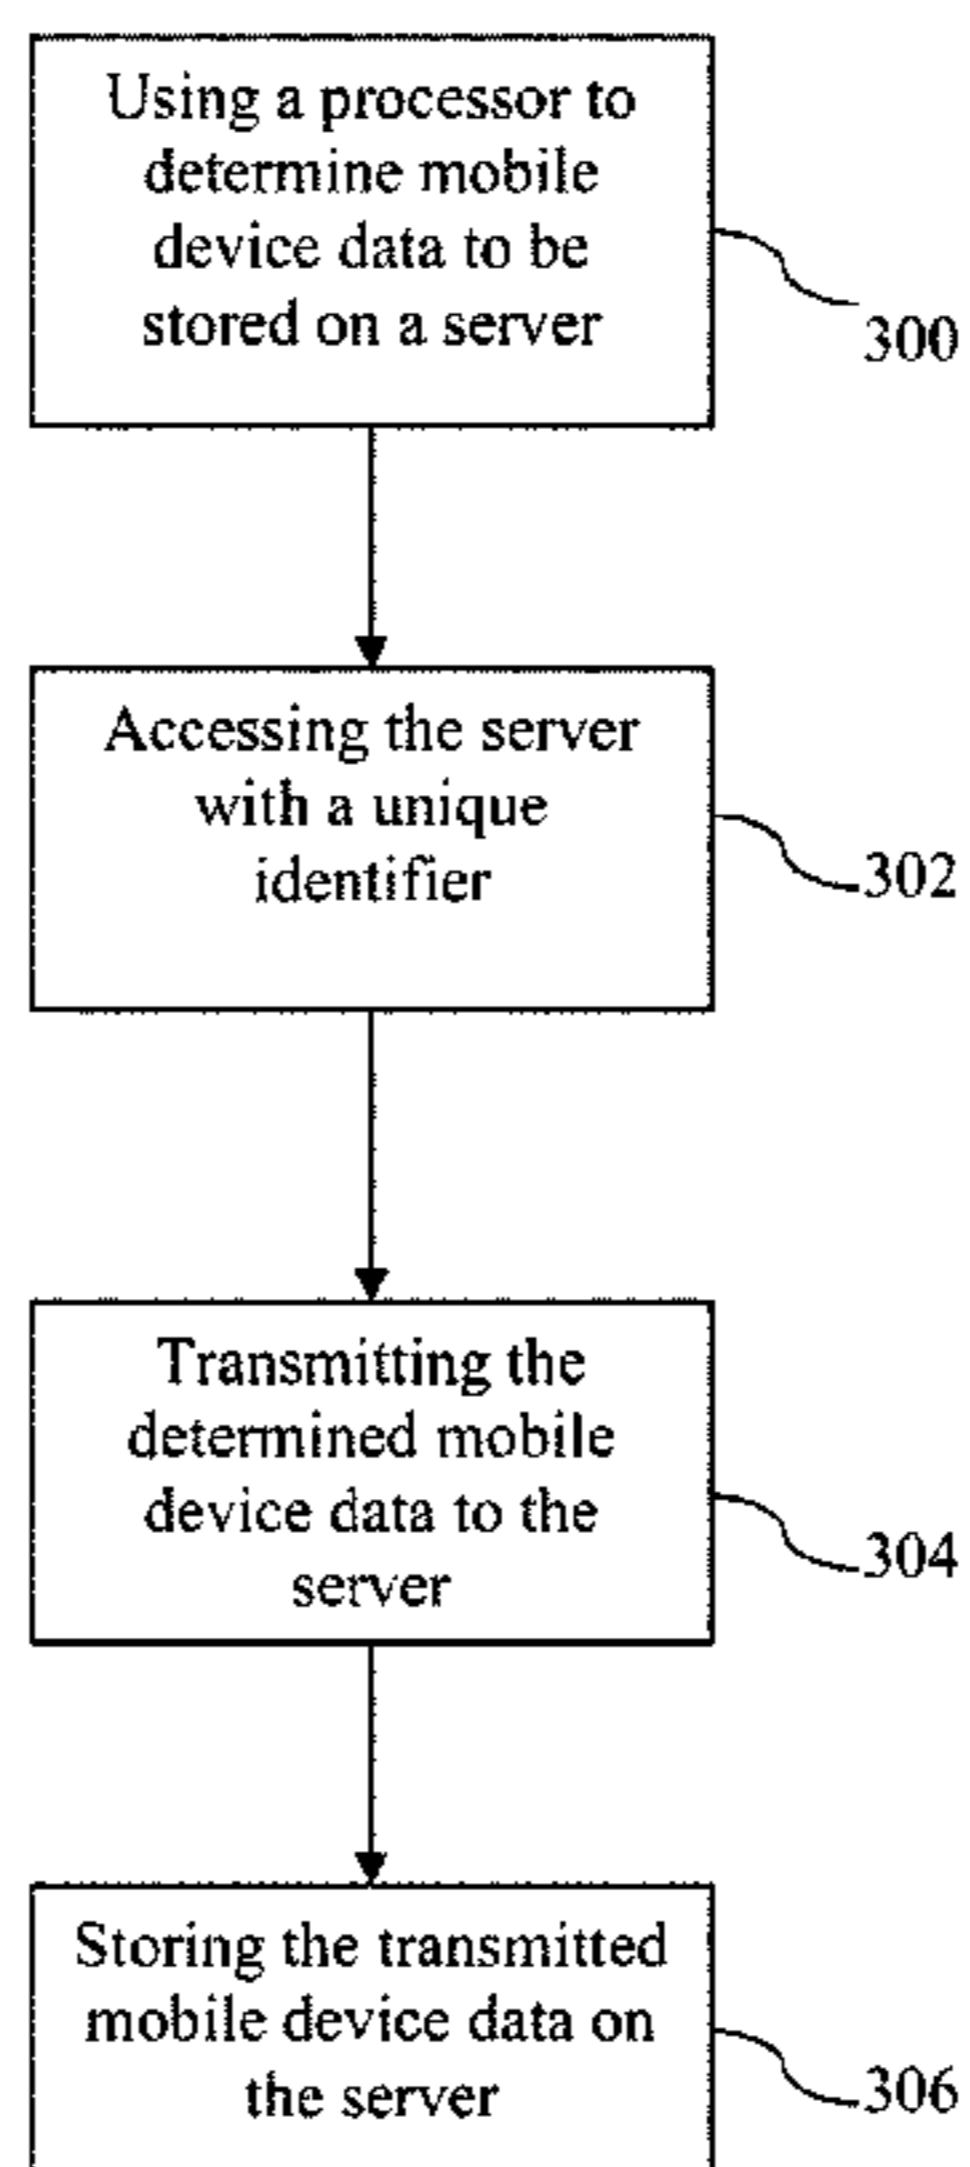 Using a processor to
determine mobile
device data to be
stored on a server
300
Accessing the server
with a unique
identifier
302
Transmitting the
determined mobile
device data to the
server
304
Storing the transmitted
mobile device data on
the server
306